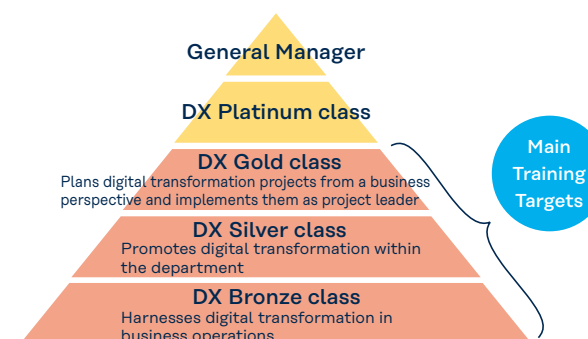 General Manager
DX Platinum class
DX Gold class
Plans digital transformation projects from a business
perspective and implements them as project leader
DX Silver class
Promotes digital transformation within
the department
DX Bronze class
Harnesses digital transformation in
business operations
Main
Training
Targets